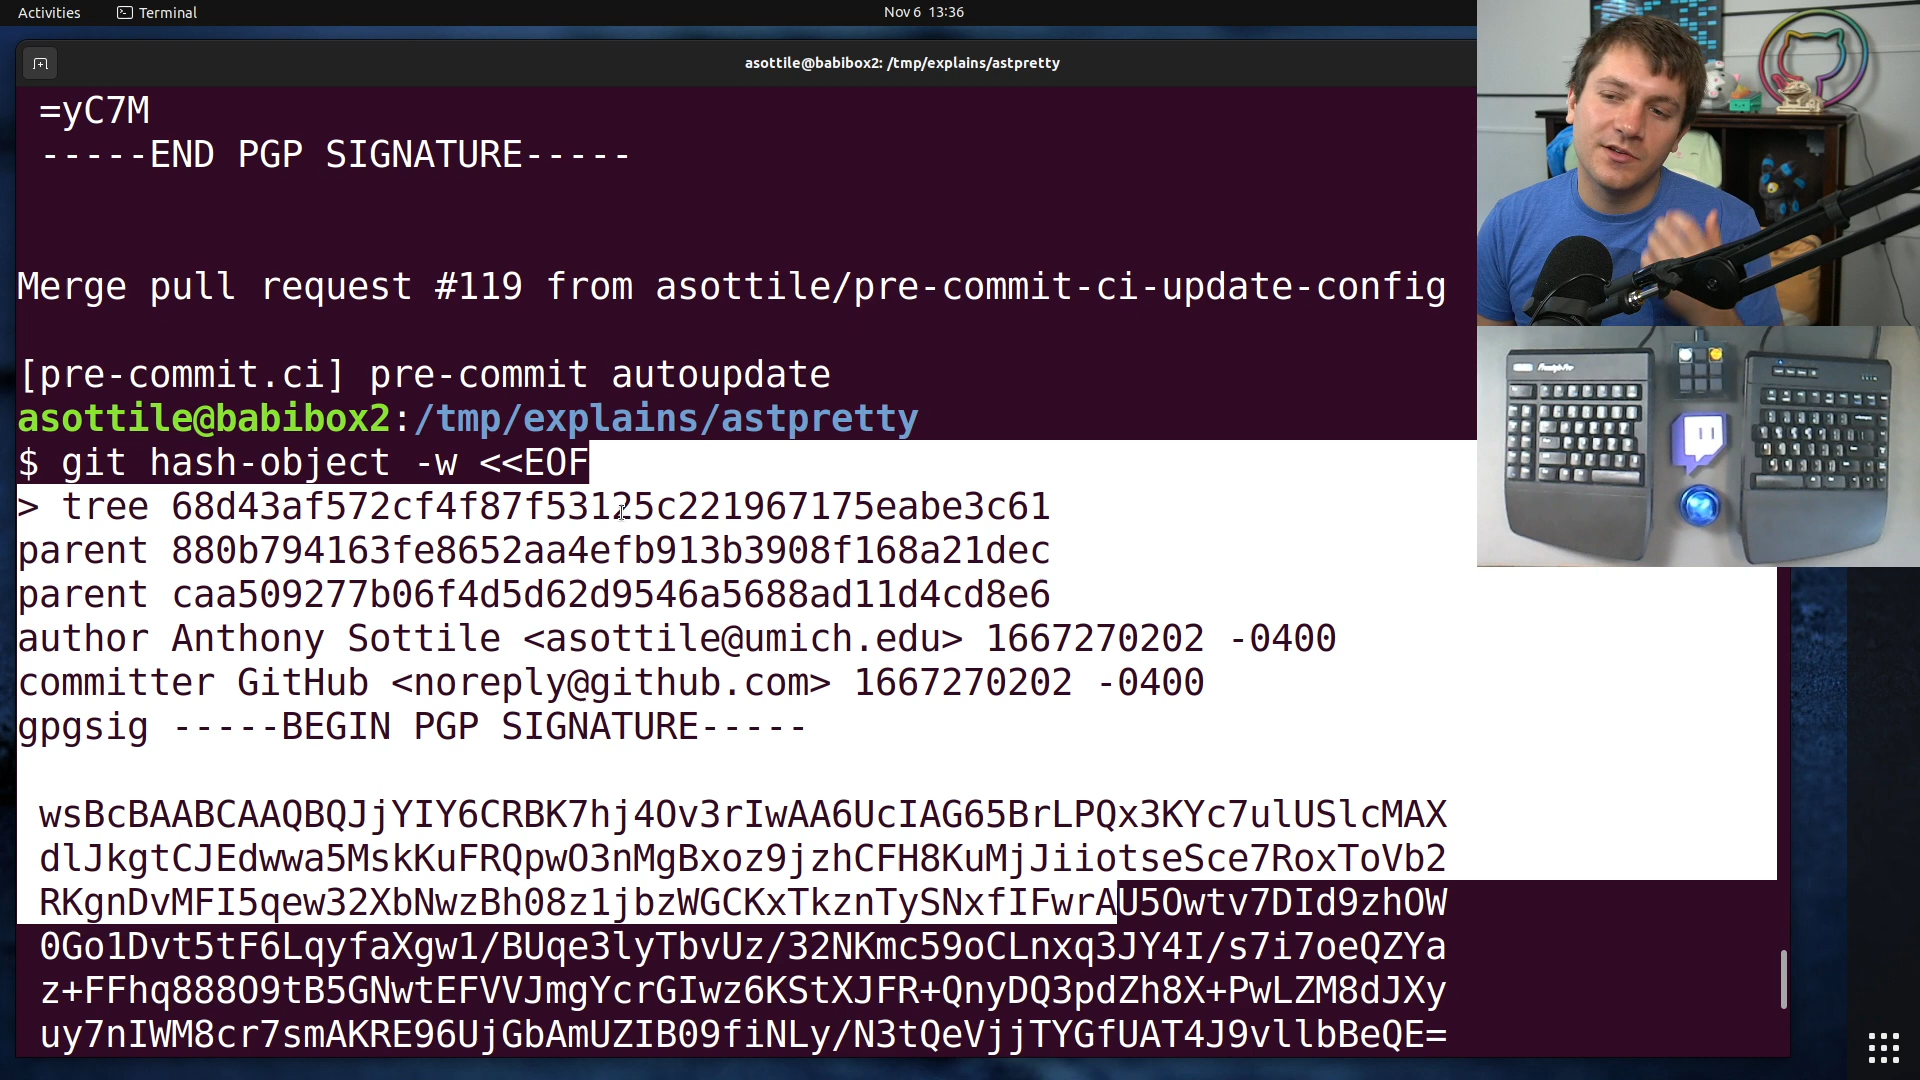 Activities
Terminal
Nov 6 13:36
asottile@babibox2: /tmp/explains/astpretty
=yC7M
-----END PGP SIGNATURE-----
Merge pull request #119 from asottile/pre-commit-ci-update-config
[pre-commit.ci] pre-commit autoupdate
asottile@babibox2:/tmp/explains/astpretty
$ git hash-object -w <<EOF
> tree 68d43af572cf4f87f53125c221967175eabe3c61
parent 880b794163fe8652aa4efb913b3908f168a21dec
parent caa509277b06f4d5d62d9546a5688ad11d4cd8e6
author Anthony Sottile <asottile@umich.edu> 1667270202 -0400
committer GitHub <noreply@github.com> 1667270202 -0400
gpgsig -----BEGIN PGP SIGNATURE-----
wsBcBAABCAAQBQJjYIY6CRBK7hj4Ov3rIwAA6UcIAG65BrLPQx3KYc7ulUSlcMAX
dlJkgtCJEdwwa5MskKuFRQpwO3nMgBxoz9jzhCFH8KuMjJiiotseSce7RoxToVb2
RKgnDvMFI5qew32XbNwzBh08z1jbzWGCKxTkznTySNxfIFwrAU5Owtv7DId9zhOW
0Go1Dvt5tF6LqyfaXgw1/BUqe3lyTbvUz/32NKmc59oCLnxq3JY4I/s7i7oeQZYa
z+FFhq888O9tB5GNwtEFVVJmgYcrGIwz6KStXJFR+QnyDQ3pdZh8X+PwLZM8dJXy
uy7nIWM8cr7smAKRE96UjGbAmUZIB09fiNLy/N3tQeVjjTYGfUAT4J9vllbBeQE=